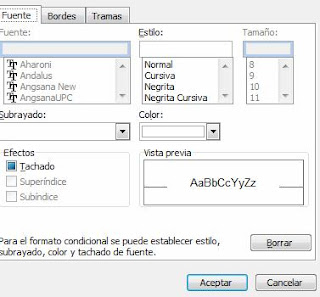 Fuente Bordes Tramas
Fuente: Estilo: Tamaño:
Aharoni Normal 8
Andalus Cursiva 9
Angsana New Negrita 10
AngsanaUPC Negrita Cursiva 11
Subrayado: Color:
Efectos Vista previa
Tachado
Superíndice AaBbCcYyZz
Subíndice
Para el formato condicional se puede establecer estilo,
subrayado, color y tachado de fuente. Borrar
Aceptar Cancelar